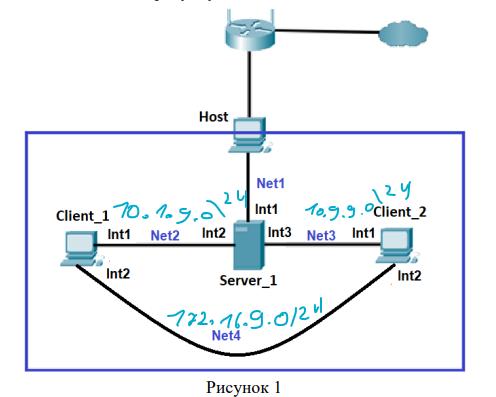 Host
Net1
10.1.9.0\24
10.9.9.0\24
Client_1
Int1
Client_2
Int1
Net2
Int2
Int3
Net3
Int1
Int2
Server_1
Int2
172.16.9.0/24
Net4
Рисунок 1